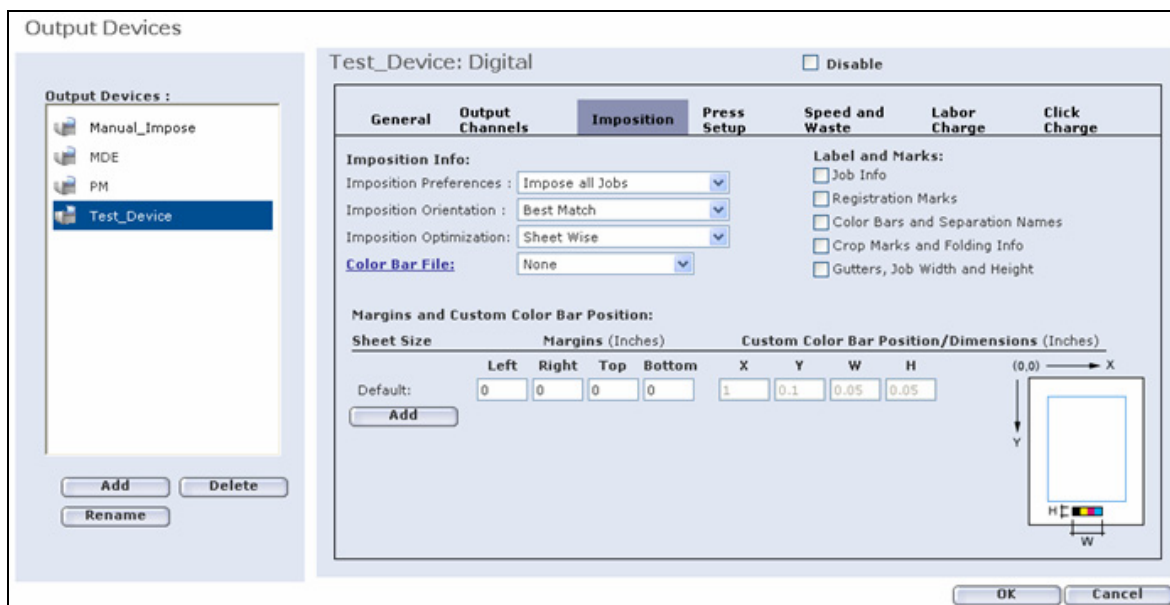 Output Devices
Output Devices :
Manual_Impose
MDE
PM
Test_Device
Add
Delete
Rename
Test_Device: Digital
Disable
General
Output Channels
Imposition
Press Setup
Speed and Waste
Labor Charge
Click Charge
Imposition Info:
Imposition Preferences : Impose all Jobs
Imposition Orientation : Best Match
Imposition Optimization: Sheet Wise
Color Bar File: None
Label and Marks:
Job Info
Registration Marks
Color Bars and Separation Names
Crop Marks and Folding Info
Gutters, Job Width and Height
Margins and Custom Color Bar Position:
Sheet Size Margins (Inches) Custom Color Bar Position/Dimensions (Inches)
Left Right Top Bottom X Y W H
Default: 0 0 0 0 1 0.1 0.05 0.05
Add
(0,0) X
Y
H
W
OK Cancel